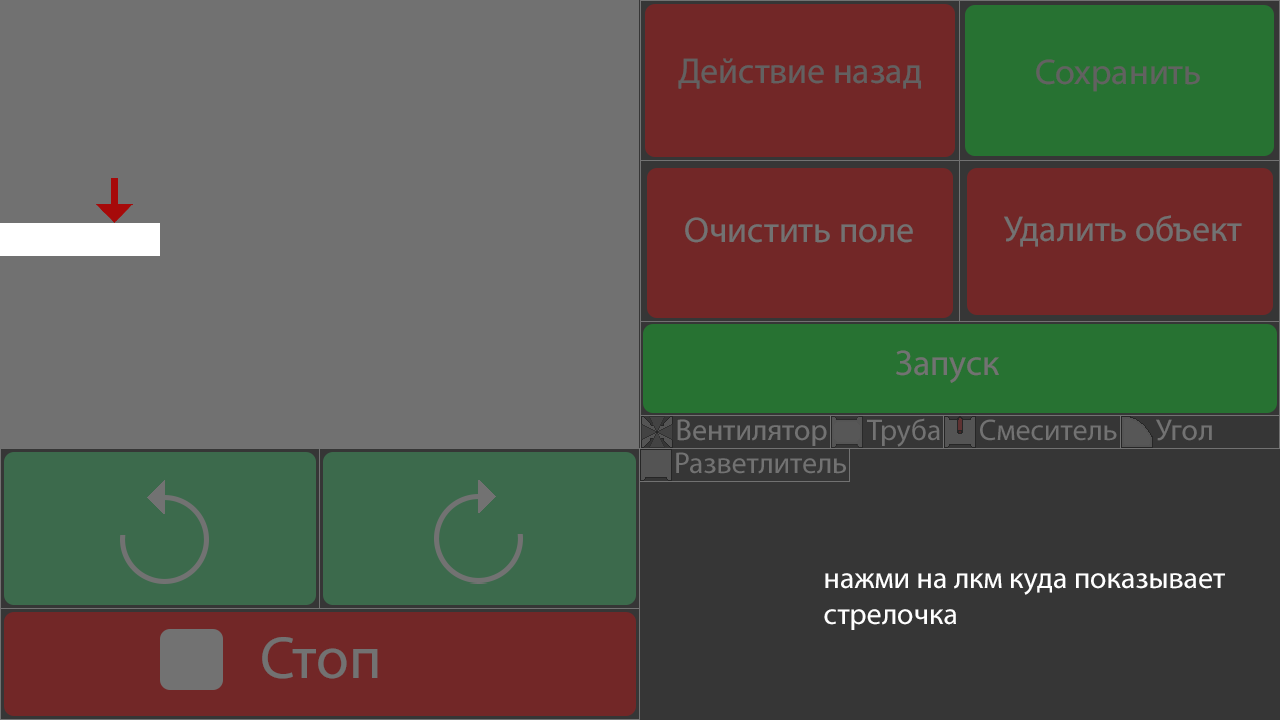 Действие назад
Сохранить
Очистить поле
Удалить объект
Запуск
Вентилятор Труба Смеситель Угол
Разветлитель
нажми на лкм куда показывает
стрелочка
Стоп